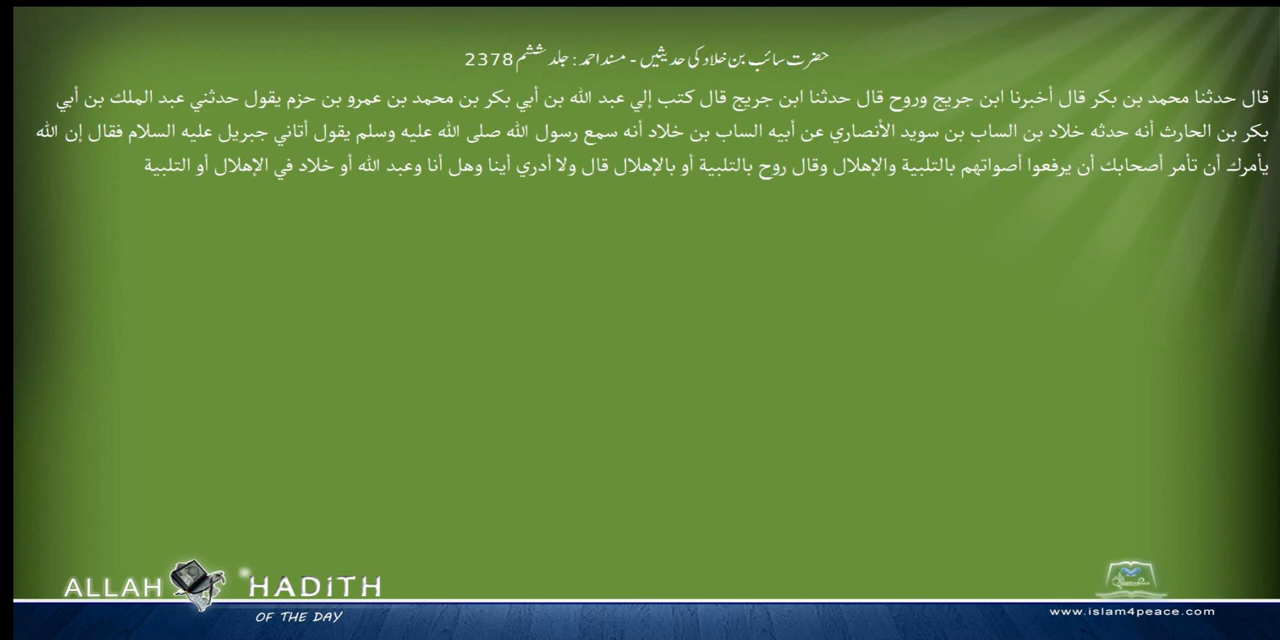 حضرت سائب بن خلاد کی حدیثیں - مسند احمد : جلد ششم 2378
قال حدثنا محمد بن بكر قال أخبرنا ابن جريج وروح قال حدثنا ابن جريج قال كتب إلي عبد الله بن أبي بكر بن محمد بن عمرو بن حزم يقول حدثني عبد الملك بن أبي
بكر بن الحارث أنه حدثه خلاد بن الساب بن سويد الأنصاري عن أبيه الساب بن خلاد أنه سمع رسول الله صلى الله عليه وسلم يقول أتاني جبريل عليه السلام فقال إن الله
يأمرك أن تأمر أصحابك أن يرفعوا أصواتهم بالتلبية والإهلال وقال روح بالتلبية أو بالإهلال قال ولا أدري أينا وهل أنا وعبد الله أو خلاد في الإهلال أو التلبية
ALLAH HADITH
OF THE DAY
www.islam4peace.com